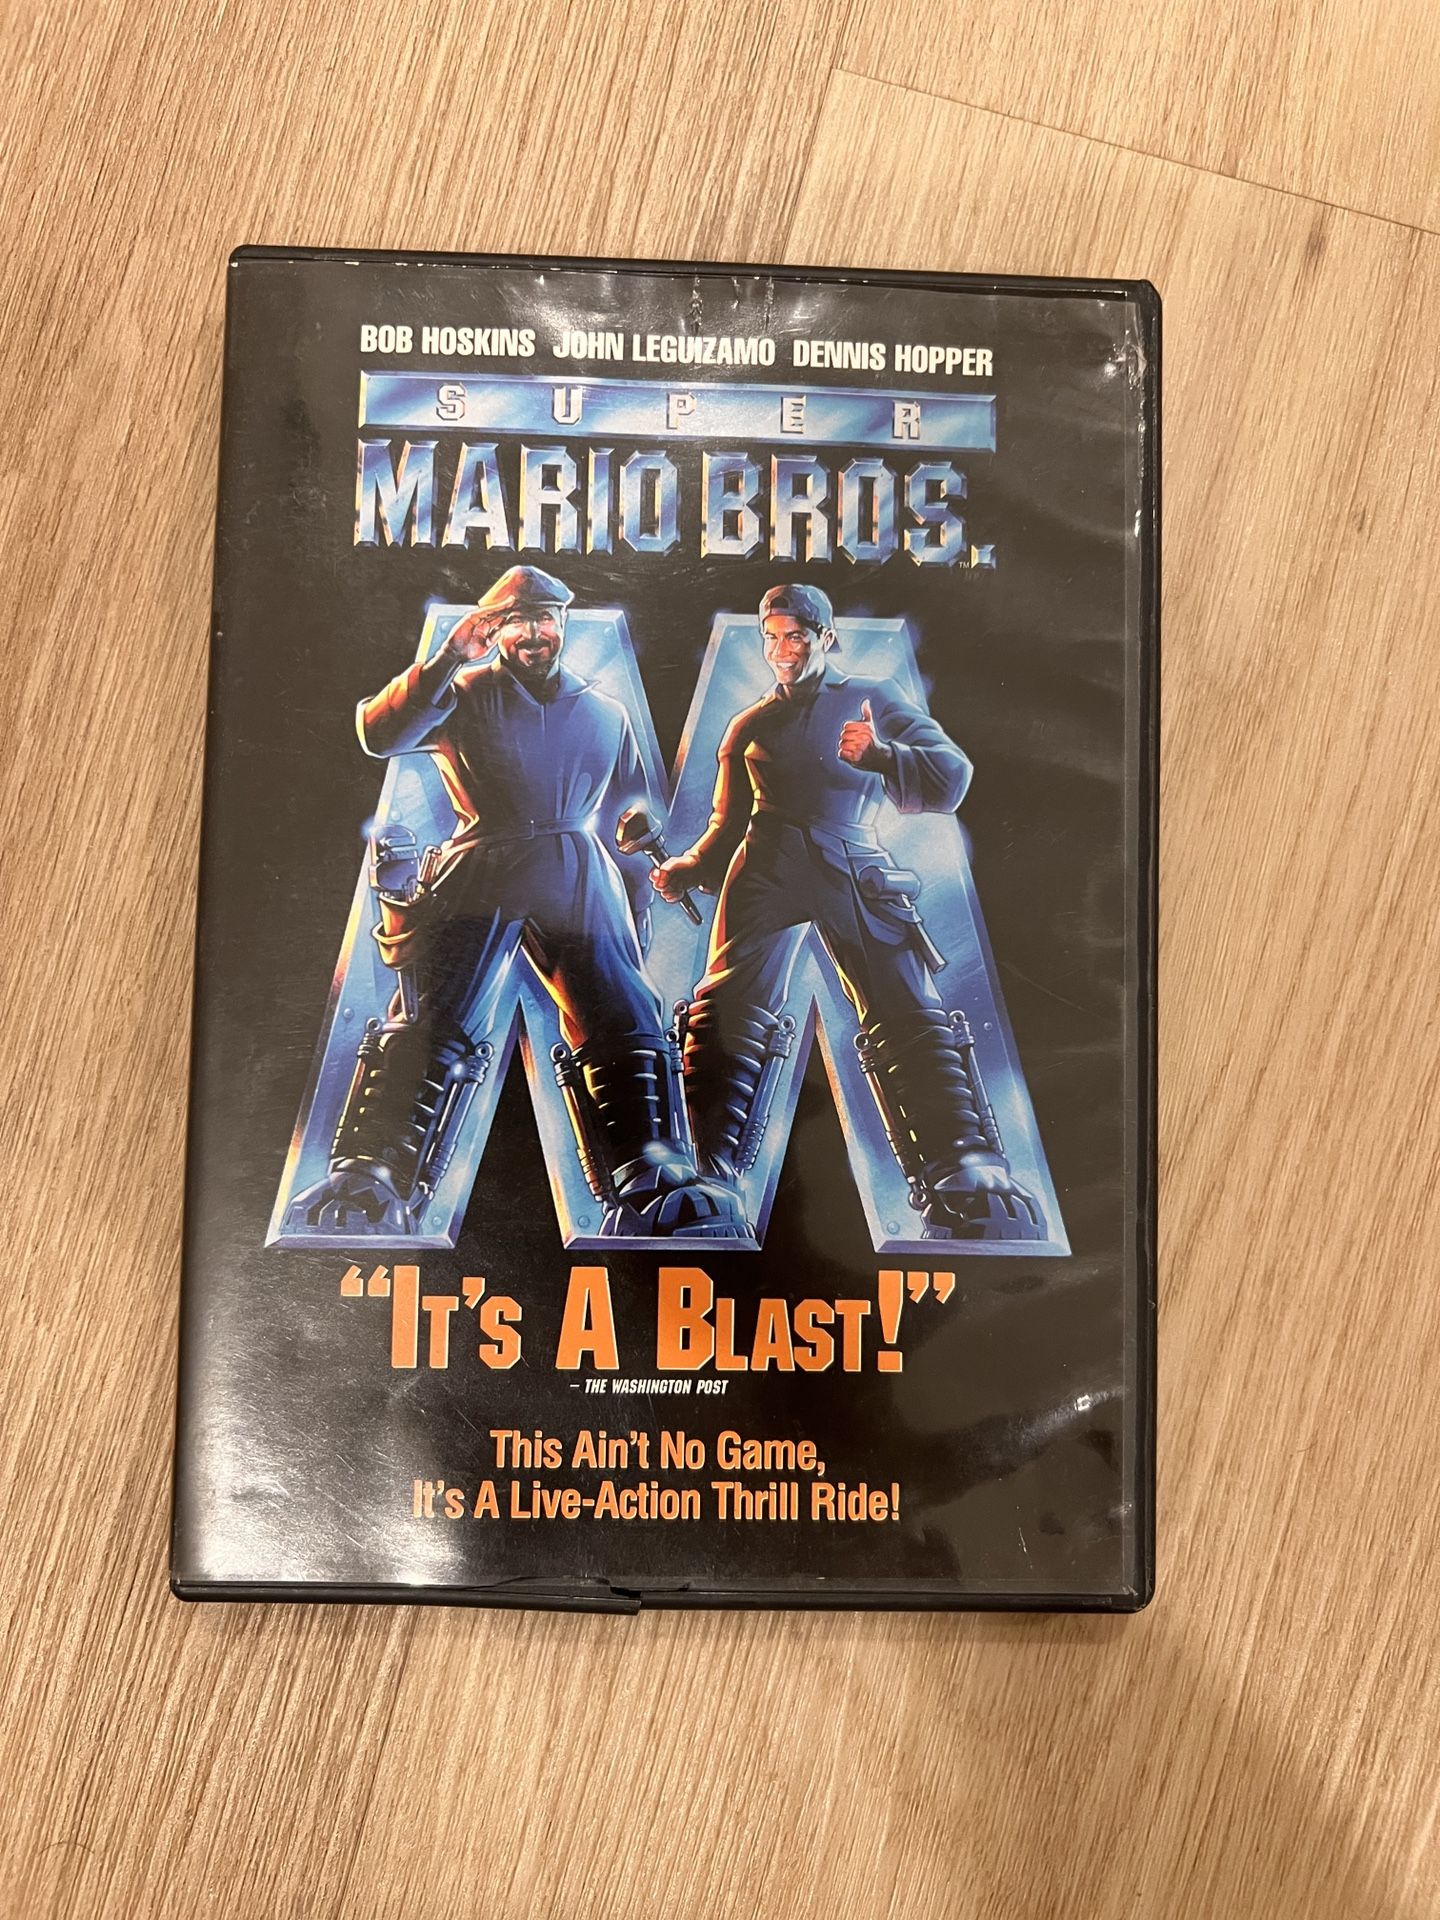 BOB HOSKINS JOHN LEGUIZAMO DENNIS HOPPER
SUPER
MARIO BROS.™
"IT'S A BLAST!"
– THE WASHINGTON POST
This Ain't No Game,
It's A Live-Action Thrill Ride!